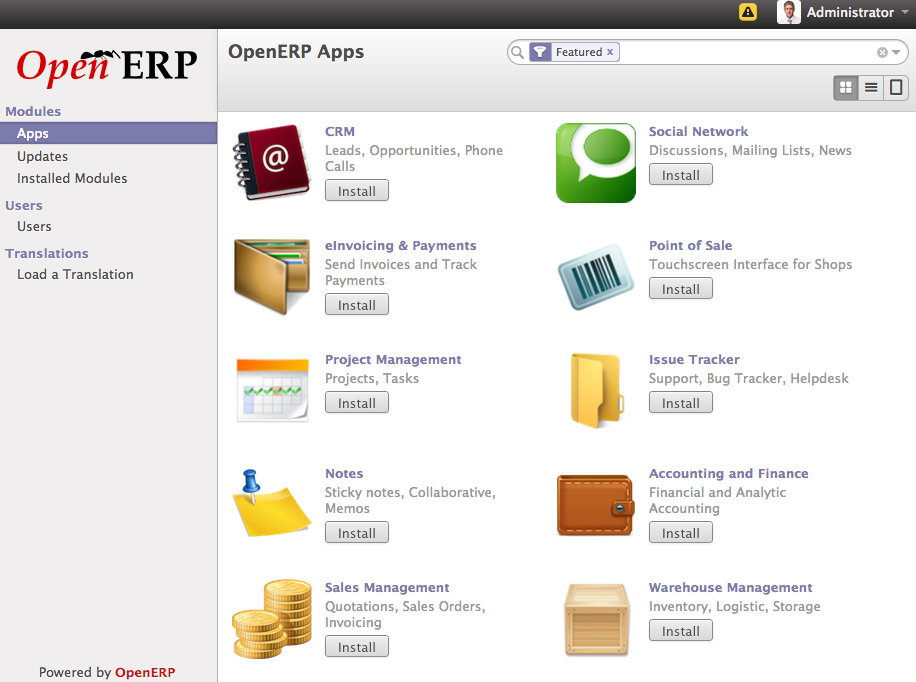 Administrator
Open ERP
OpenERP Apps
Featured x
Modules
Apps
Updates
Installed Modules
Users
Users
Translations
Load a Translation
CRM
Leads, Opportunities, Phone
Calls
Install
Social Network
Discussions, Mailing Lists, News
Install
eInvoicing & Payments
Send Invoices and Track
Payments
Install
Point of Sale
Touchscreen Interface for Shops
Install
Project Management
Projects, Tasks
Install
Issue Tracker
Support, Bug Tracker, Helpdesk
Install
Notes
Sticky notes, Collaborative,
Memos
Install
Accounting and Finance
Financial and Analytic
Accounting
Install
Sales Management
Quotations, Sales Orders,
Invoicing
Install
Warehouse Management
Inventory, Logistic, Storage
Install
Powered by OpenERP